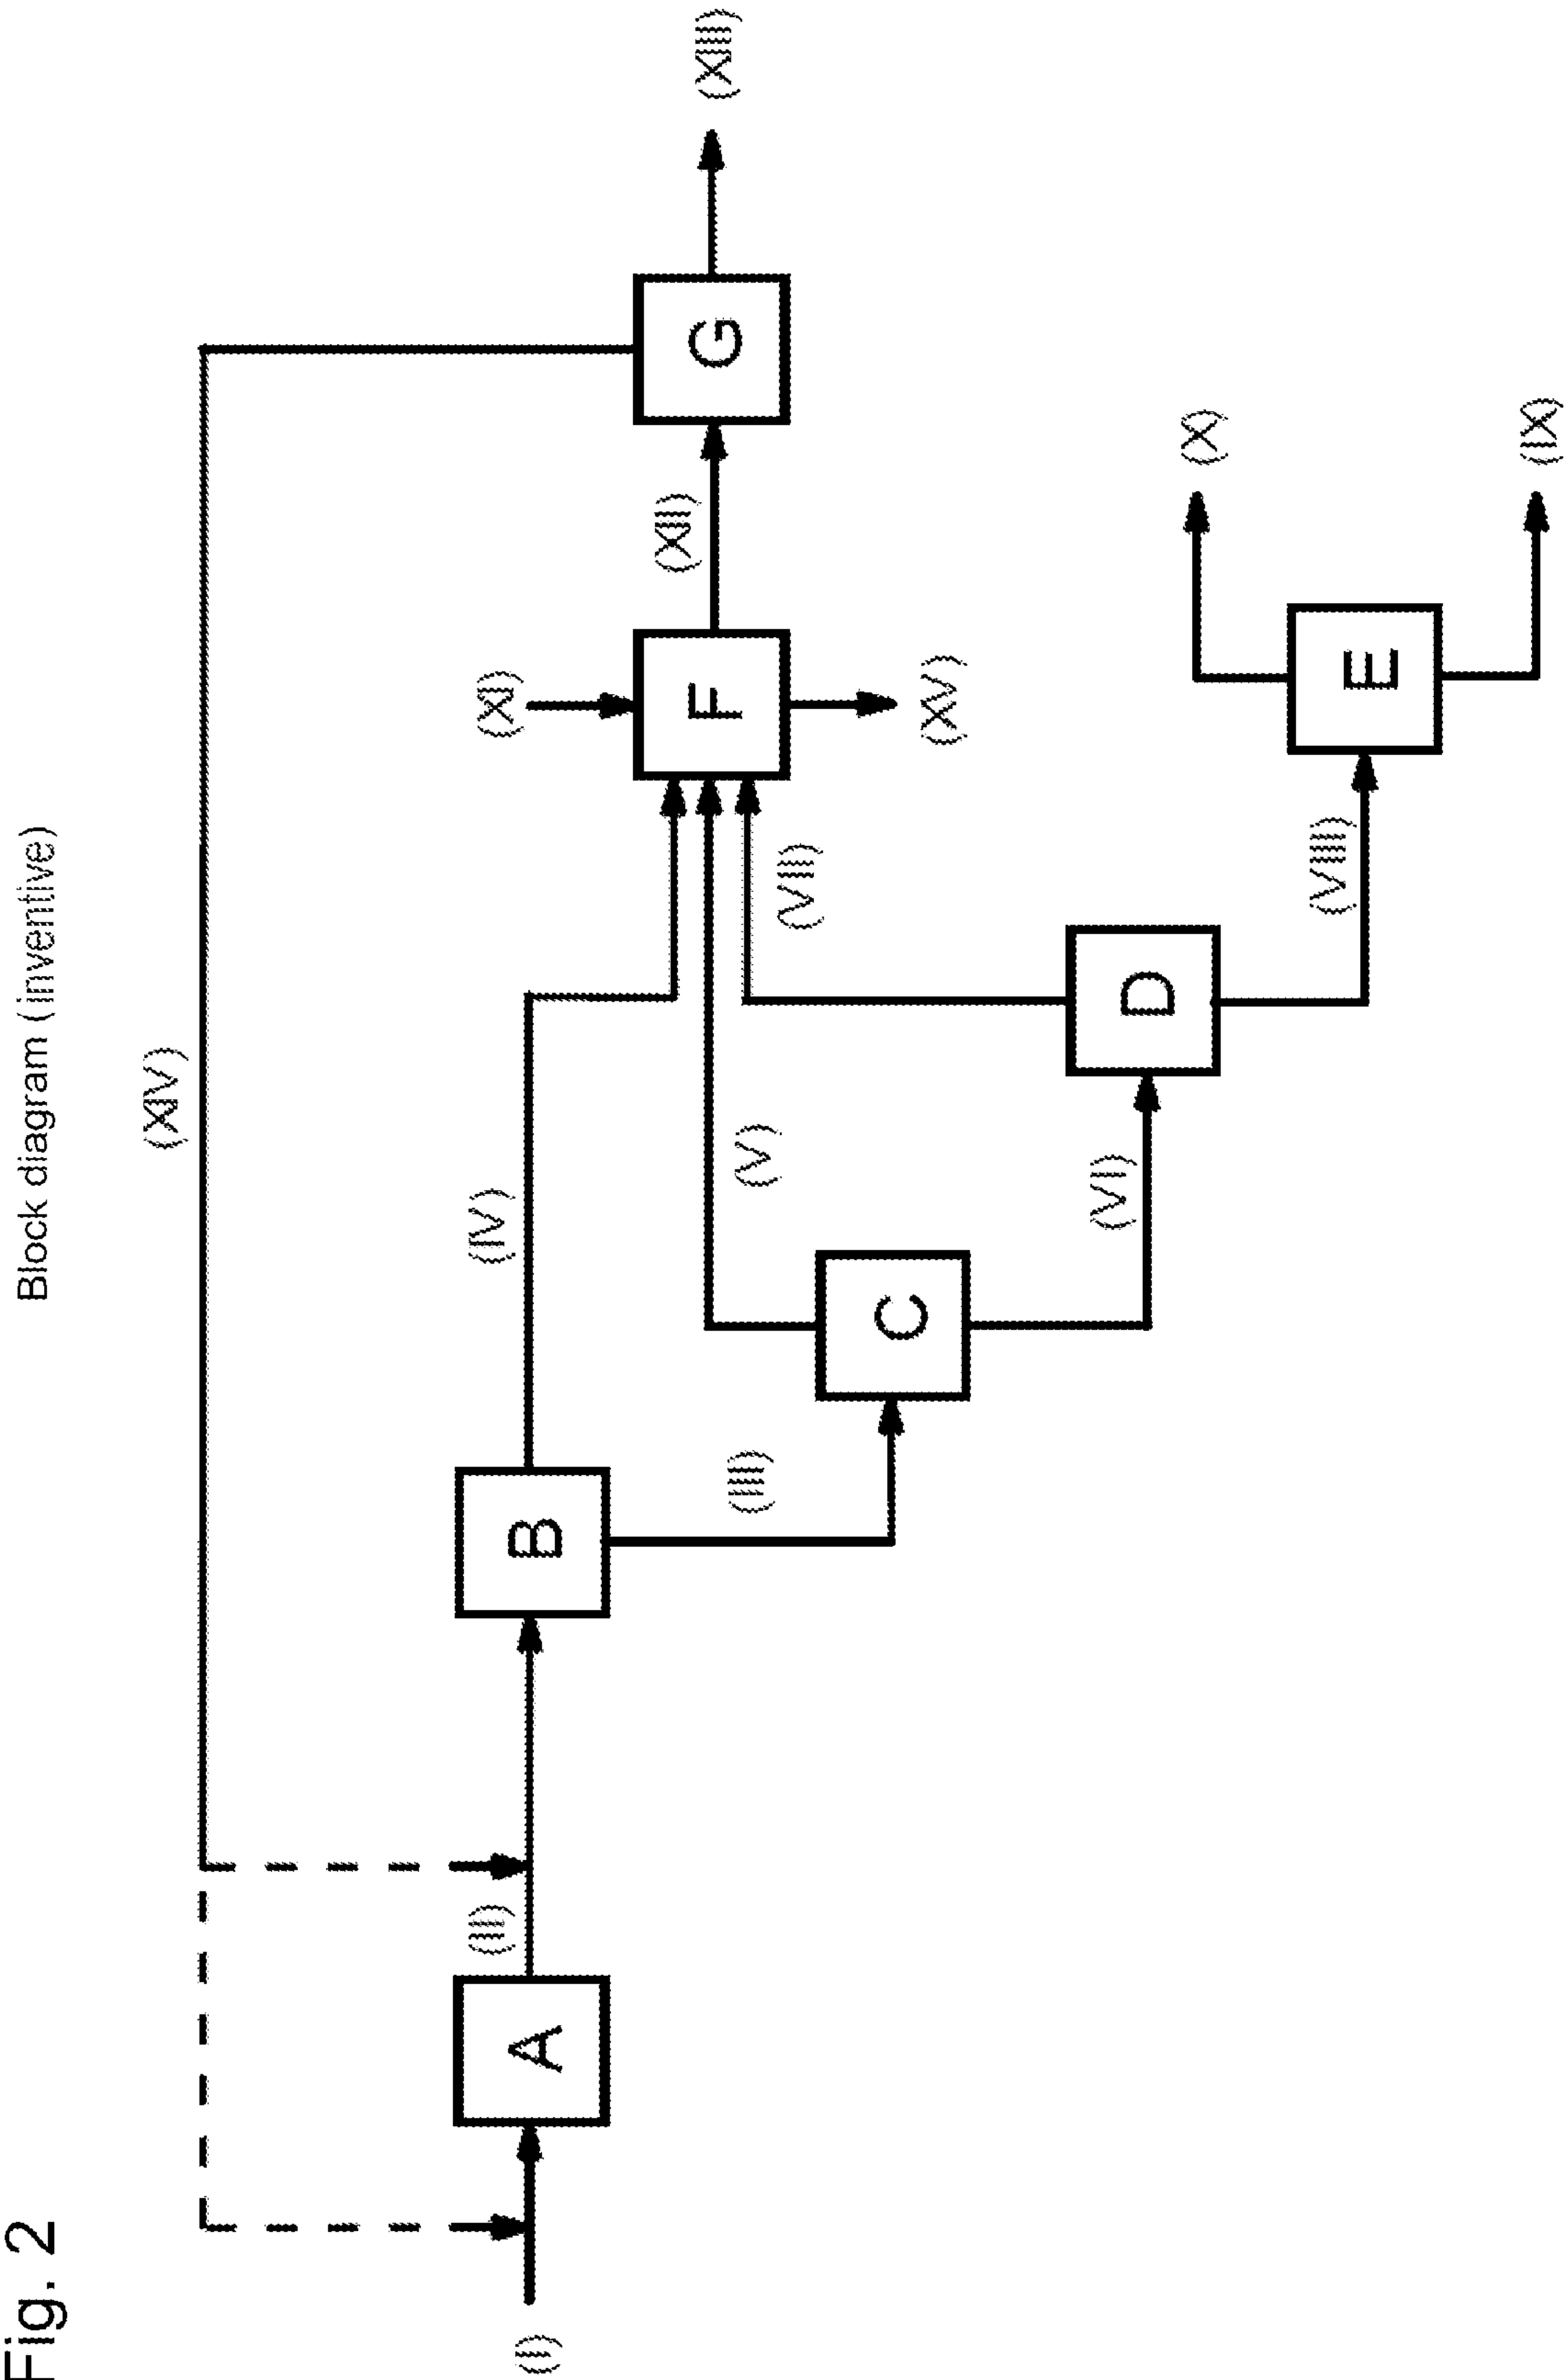 Fig. 2
Block diagram (inventive)
(XIV)
(I)
A
(II)
B
(IV)
(III)
C
(V)
(VI)
D
(VII)
(VIII)
E
(X)
(IX)
(XI)
F
(XV)
(XII)
G
(XIII)